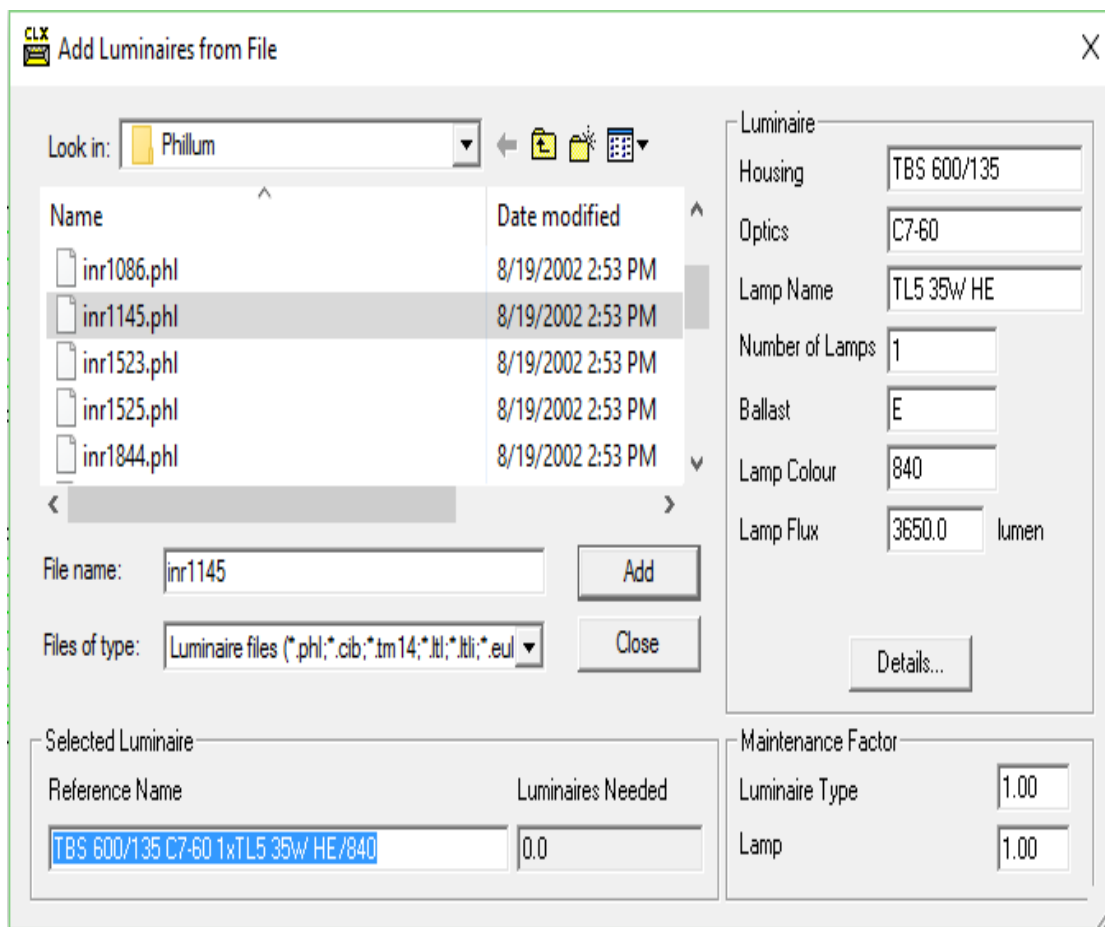 CLX
Add Luminaires from File
Look in: Phillum
Name Date modified
inr1086.phl 8/19/2002 2:53 PM
inr1145.phl 8/19/2002 2:53 PM
inr1523.phl 8/19/2002 2:53 PM
inr1525.phl 8/19/2002 2:53 PM
inr1844.phl 8/19/2002 2:53 PM
File name: inr1145 Add
Files of type: Luminaire files (*.phl;*.cib;*.tm14;*.ltl;*.ltli;*.eul Close
Luminaire
Housing TBS 600/135
Optics C7-60
Lamp Name TL5 35W HE
Number of Lamps 1
Ballast E
Lamp Colour 840
Lamp Flux 3650.0 lumen
Details...
Selected Luminaire
Reference Name Luminaires Needed
TBS 600/135 C7-60 1xTL5 35W HE/840 0.0
Maintenance Factor
Luminaire Type 1.00
Lamp 1.00